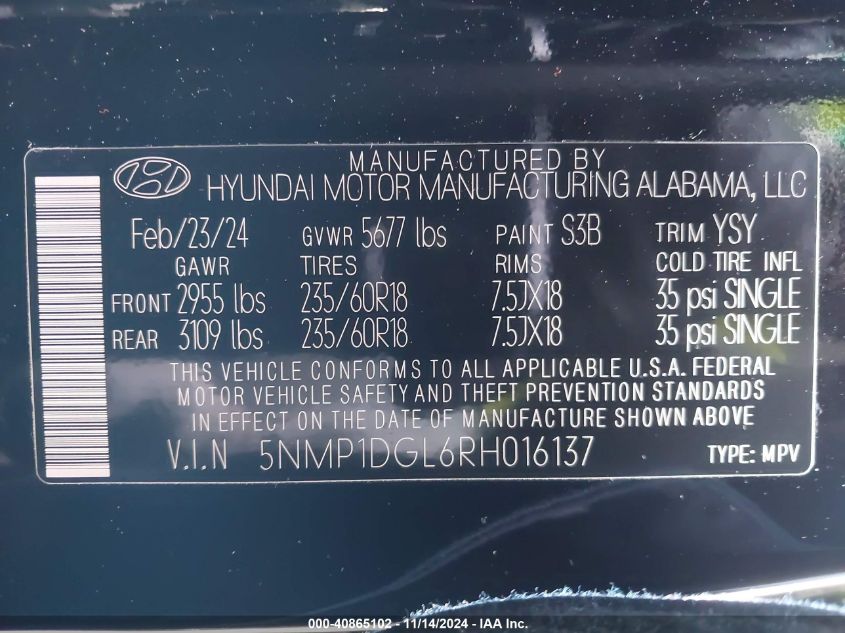 MANUFACTURED BY
HYUNDAI MOTOR MANUFACTURING ALABAMA, LLC
Feb/23/24 GVWR 5677 lbs PAINT S3B TRIM YSY
GAWR TIRES RIMS COLD TIRE INFL
FRONT 2955 lbs 235/60R18 7.5JX18 35 psi SINGLE
REAR 3109 lbs 235/60R18 7.5JX18 35 psi SINGLE
THIS VEHICLE CONFORMS TO ALL APPLICABLE U.S.A. FEDERAL
MOTOR VEHICLE SAFETY AND THEFT PREVENTION STANDARDS
IN EFFECT ON THE DATE OF MANUFACTURE SHOWN ABOVE.
V.I.N 5NMP1DGL6RH016137 TYPE: MPV
000-40865102 - 11/14/2024 - IAA Inc.